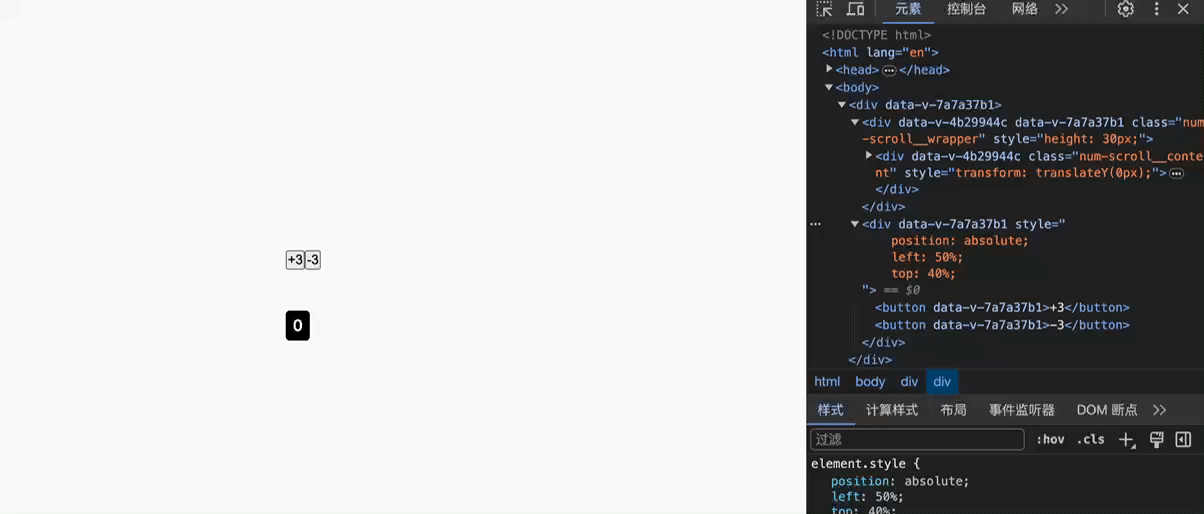 +3 -3
0
元素 控制台 网络
<!DOCTYPE html>
<html lang="en">
<head> ••• </head>
<body>
<div data-v-7a7a37b1>
<div data-v-4b29944c data-v-7a7a37b1 class="num
-scroll__wrapper" style="height: 30px;">
<div data-v-4b29944c class="num-scroll__conte
nt" style="transform: translateY(0px);"> •••
</div>
</div>
••• <div data-v-7a7a37b1 style="
position: absolute;
left: 50%;
top: 40%;
"> == $0
<button data-v-7a7a37b1>+3</button>
<button data-v-7a7a37b1>-3</button>
</div>
</div>
html body div div
样式 计算样式 布局 事件监听器 DOM 断点
过滤 :hov .cls
element.style {
position: absolute;
left: 50%;
top: 40%;